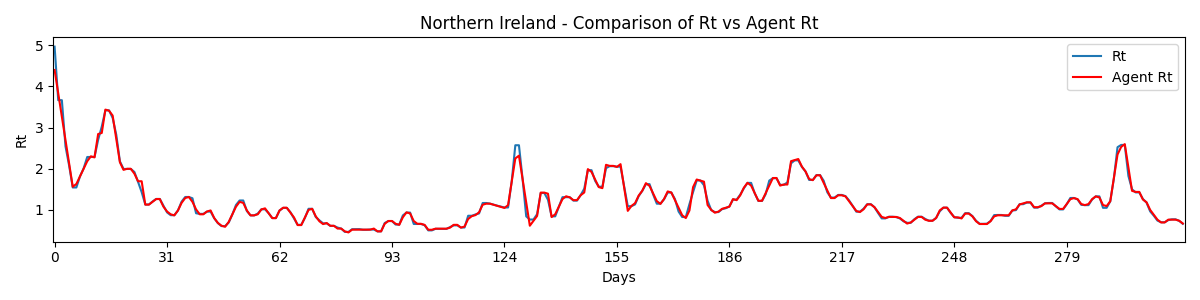 Northern Ireland - Comparison of Rt vs Agent Rt
Rt
Agent Rt
5
4
3
2
1
Rt
0 31 62 93 124 155 186 217 248 279
Days